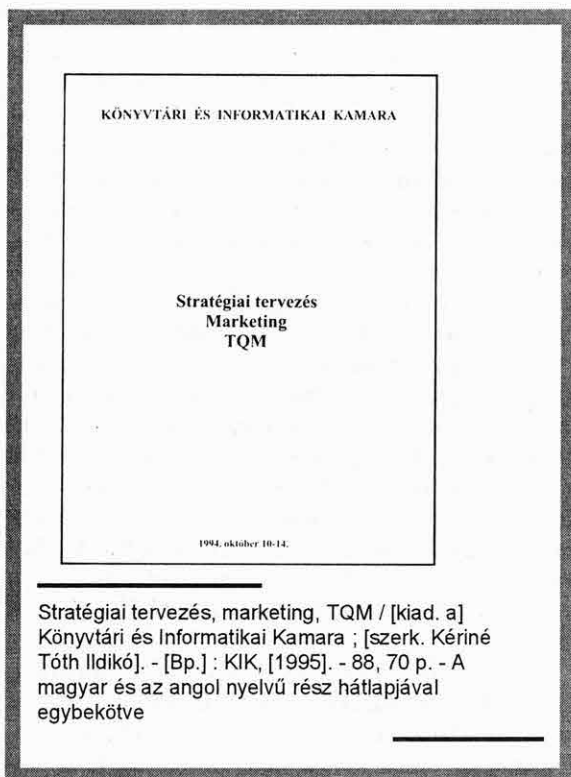 KÖNYVTÁRI ÉS INFORMATIKAI KAMARA
Stratégiai tervezés
Marketing
TQM
1994. október 10-14.
Stratégiai tervezés, marketing, TQM / [kiad. a]
Könyvtári és Informatikai Kamara ; [szerk. Kériné
Tóth Ildikó]. - [Bp.] : KIK, [1995]. - 88, 70 p. - A
magyar és az angol nyelvű rész hátlapjával
egybekötve